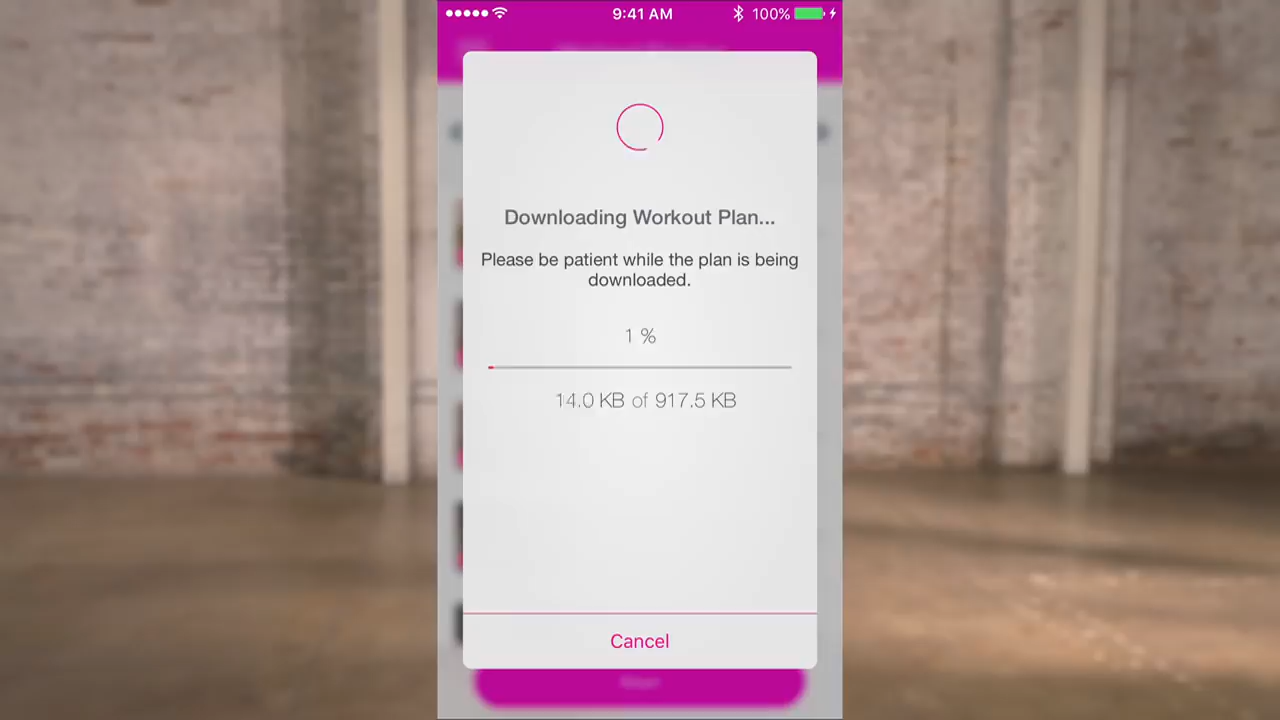 9:41 AM
100%
Downloading Workout Plan...
Please be patient while the plan is being
downloaded.
1 %
14.0 KB of 917.5 KB
Cancel